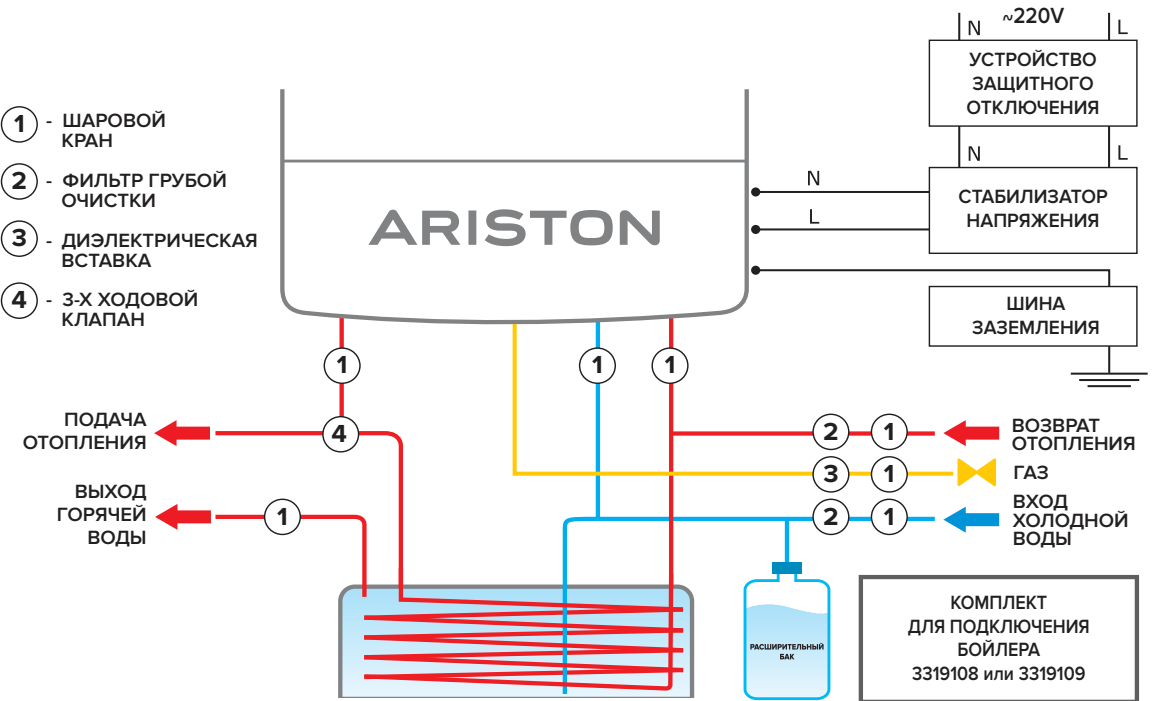 ~220V
N
L
УСТРОЙСТВО
ЗАЩИТНОГО
ОТКЛЮЧЕНИЯ
N
L
СТАБИЛИЗАТОР
НАПРЯЖЕНИЯ
N
L
ШИНА
ЗАЗЕМЛЕНИЯ
1 - ШАРОВОЙ
КРАН
2 - ФИЛЬТР ГРУБОЙ
ОЧИСТКИ
3 - ДИЭЛЕКТРИЧЕСКАЯ
ВСТАВКА
4 - 3-Х ХОДОВОЙ
КЛАПАН
ARISTON
1
1
1
ПОДАЧА
ОТОПЛЕНИЯ
4
2
1
ВОЗВРАТ
ОТОПЛЕНИЯ
3
1
ГАЗ
ВЫХОД
ГОРЯЧЕЙ
ВОДЫ
1
2
1
ВХОД
ХОЛОДНОЙ
ВОДЫ
РАСШИРИТЕЛЬНЫЙ
БАК
КОМПЛЕКТ
ДЛЯ ПОДКЛЮЧЕНИЯ
БОЙЛЕРА
3319108 или 3319109